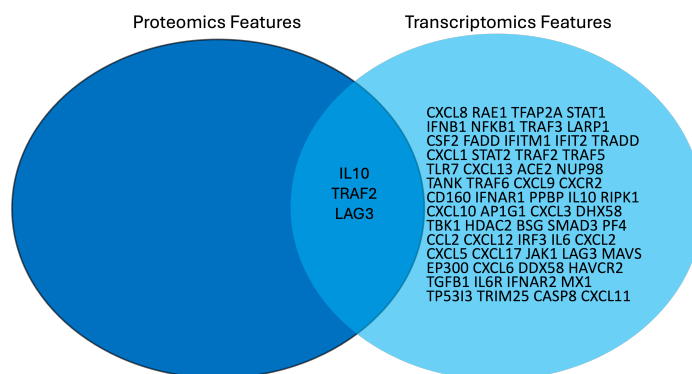 Proteomics Features
Transcriptomics Features
IL10
TRAF2
LAG3
CXCL8 RAE1 TFAP2A STAT1
IFNB1 NFKB1 TRAF3 LARP1
CSF2 FADD IFITM1 IFIT2 TRADD
CXCL1 STAT2 TRAF2 TRAF5
TLR7 CXCL13 ACE2 NUP98
TANK TRAF6 CXCL9 CXCR2
CD160 IFNAR1 PPBP IL10 RIPK1
CXCL10 AP1G1 CXCL3 DHX58
TBK1 HDAC2 BSG SMAD3 PF4
CCL2 CXCL12 IRF3 IL6 CXCL2
CXCL5 CXCL17 JAK1 LAG3 MAVS
EP300 CXCL6 DDX58 HAVCR2
TGFB1 IL6R IFNAR2 MX1
TP53I3 TRIM25 CASP8 CXCL11